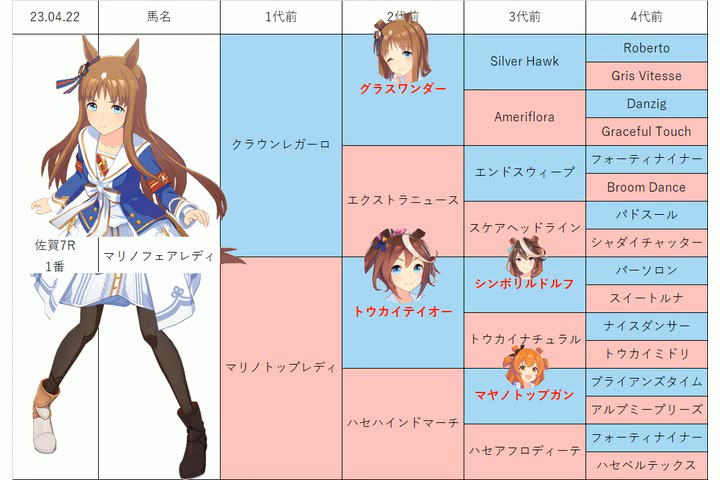 23.04.22 馬名 1代前 2代前 3代前 4代前
佐賀7R
1番
マリノフェアレディ
クラウンレガーロ
マリノトップレディ
グラスワンダー
エクストラニュース
トウカイテイオー
ハセハインドマーチ
Silver Hawk
Ameriflora
エンドスウィープ
スケアヘッドライン
シンボリルドルフ
トウカイナチュラル
マヤノトップガン
ハセアフロディーテ
Roberto
Gris Vitesse
Danzig
Graceful Touch
フォーティナイナー
Broom Dance
パドスール
シャダイチャッター
パーソロン
スイートルナ
ナイスダンサー
トウカイミドリ
ブライアンズタイム
アルプミープリーズ
フォーティナイナー
ハセベルテックス